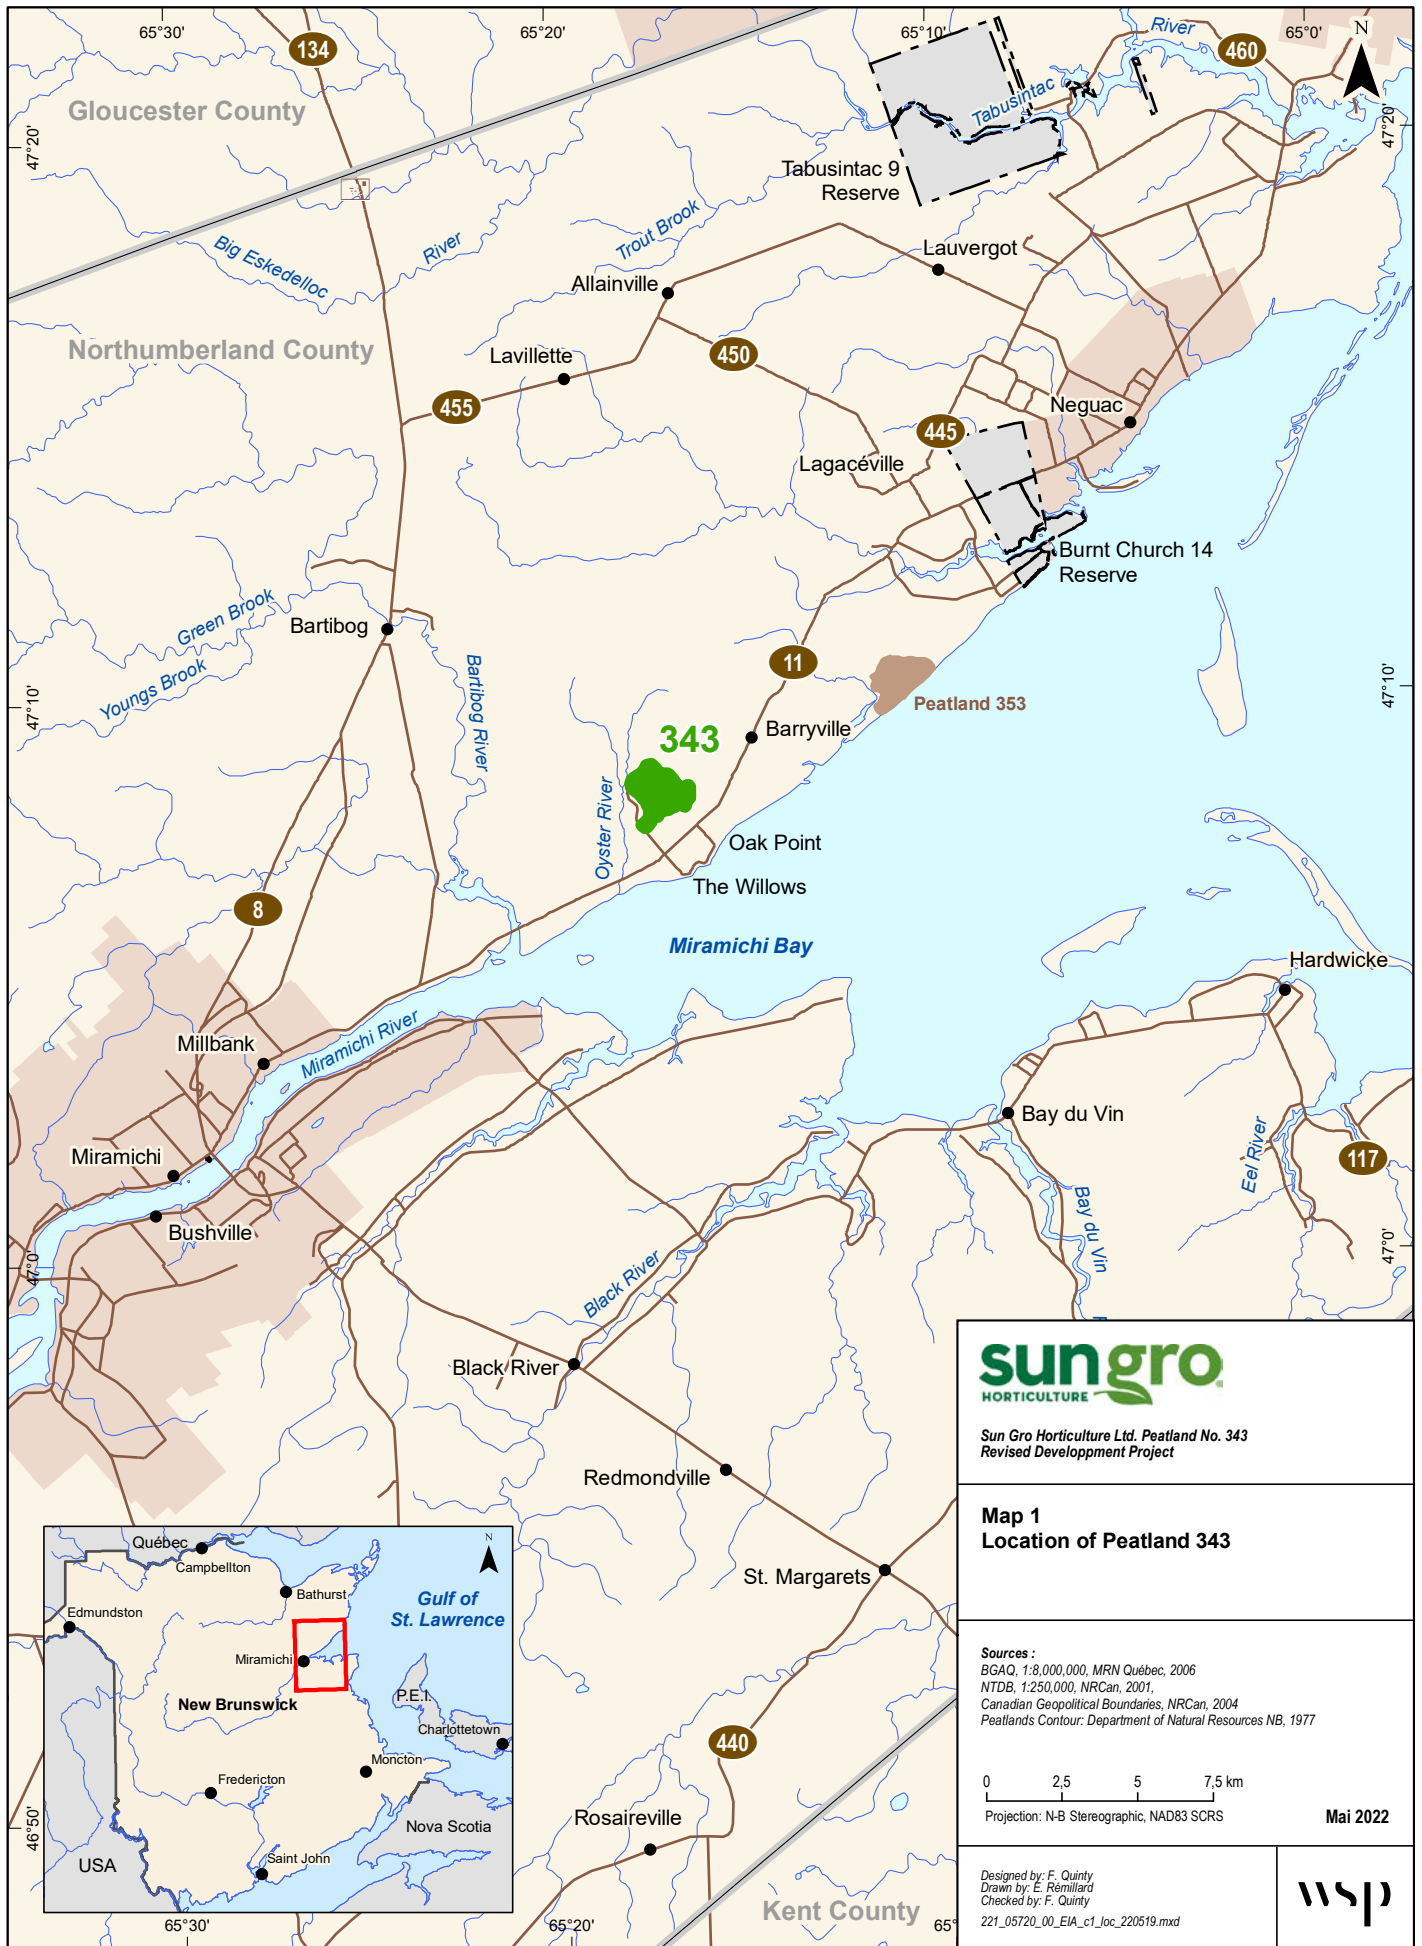 65°30'
65°20'
65°10'
65°0'
N
134
460
River
Tabusintac
Gloucester County
47°20'
47°20'
Tabusintac 9
Reserve
Trout Brook
Big Eskedelloc
River
Lauvergot
Allainville
Northumberland County
Lavillette
450
455
Neguac
445
Lagacéville
Burnt Church 14
Reserve
Green Brook
Bartibog
Youngs Brook
Bartibog River
11
47°10'
47°10'
Peatland 353
343
Barryville
Oyster River
Oak Point
The Willows
8
Miramichi Bay
Hardwicke
Millbank
Miramichi River
Bay du Vin
Miramichi
Eel River
117
Bushville
Bay du Vin
47°0'
47°0'
Black River
Black River
Redmondville
St. Margarets
440
Rosaireville
46°50'
Kent County
65°30'
65°20'
65°
Québec
Campbellton
N
Bathurst
Gulf of
St. Lawrence
Edmundston
Miramichi
P.E.I.
New Brunswick
Charlottetown
Moncton
Fredericton
Nova Scotia
Saint John
USA
sun gro
HORTICULTURE
Sun Gro Horticulture Ltd. Peatland No. 343
Revised Developpment Project
Map 1
Location of Peatland 343
Sources :
BGAQ, 1:8,000,000, MRN Québec, 2006
NTDB, 1:250,000, NRCan, 2001,
Canadian Geopolitical Boundaries, NRCan, 2004
Peatlands Contour: Department of Natural Resources NB, 1977
0 2,5 5 7,5 km
Projection: N-B Stereographic, NAD83 SCRS
Mai 2022
Designed by: F. Quinty
Drawn by: E. Rémillard
Checked by: F. Quinty
221_05720_00_EIA_c1_loc_220519.mxd
wsp